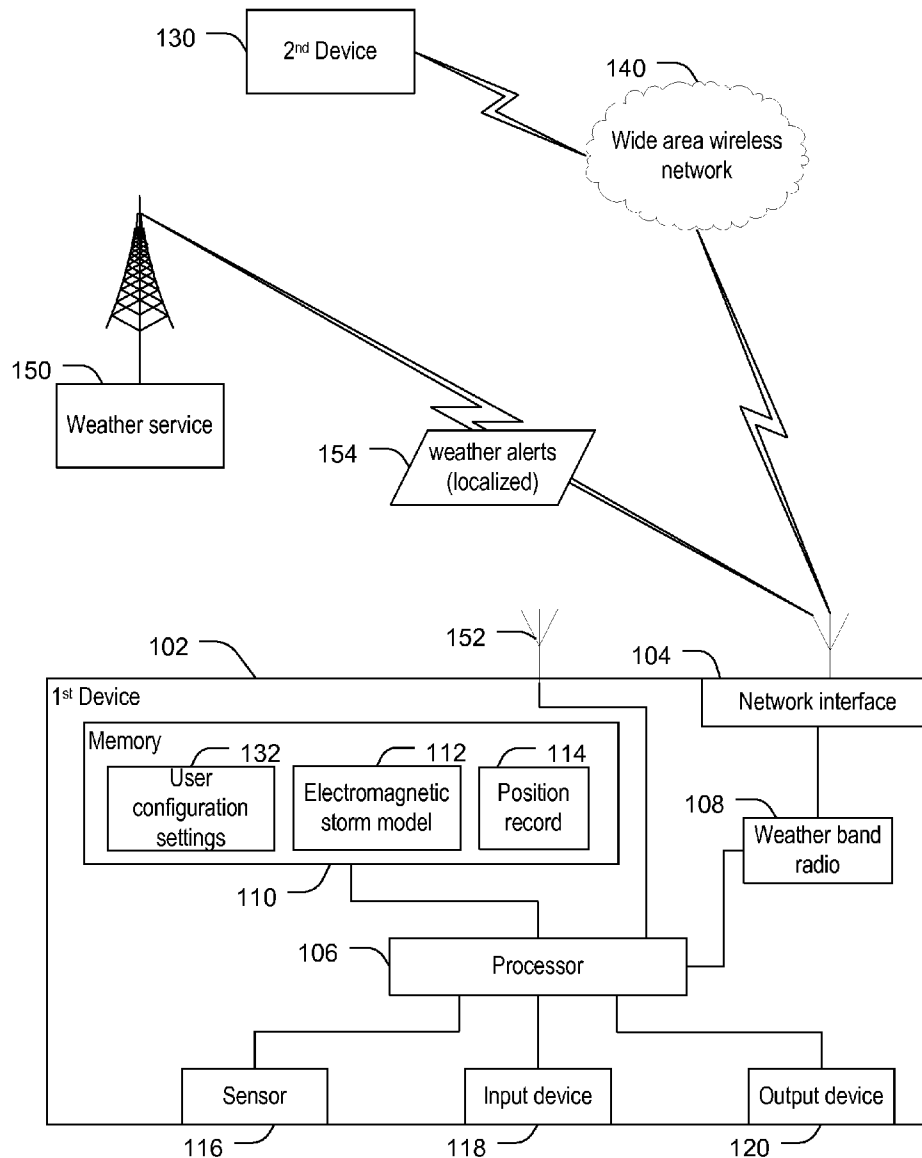 130
2nd Device
140
Wide area wireless
network
150
Weather service
154
weather alerts
(localized)
152
102
104
1st Device
Network interface
Memory
132
112
114
User
configuration
settings
Electromagnetic
storm model
Position
record
108
Weather band
radio
110
106
Processor
Sensor
Input device
Output device
116
118
120